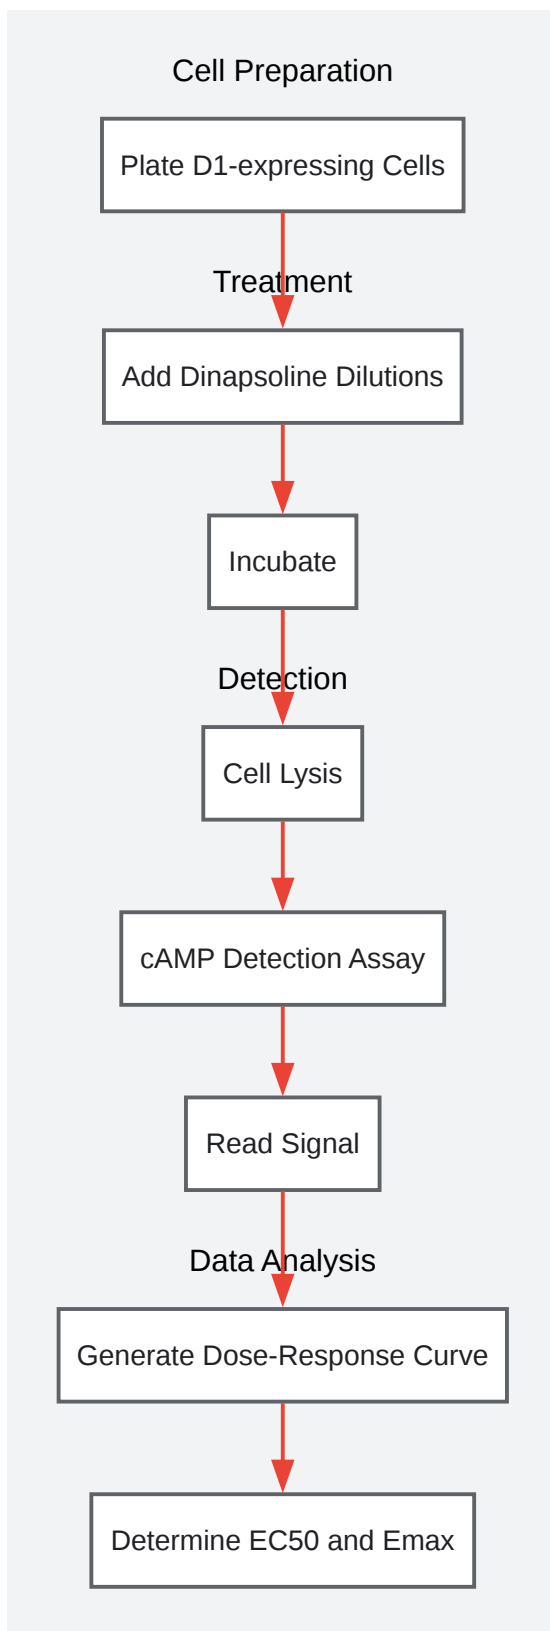 Cell Preparation
Plate D1-expressing Cells
Treatment
Add Dinapsoline Dilutions
Incubate
Detection
Cell Lysis
cAMP Detection Assay
Read Signal
Data Analysis
Generate Dose-Response Curve
Determine EC50 and Emax